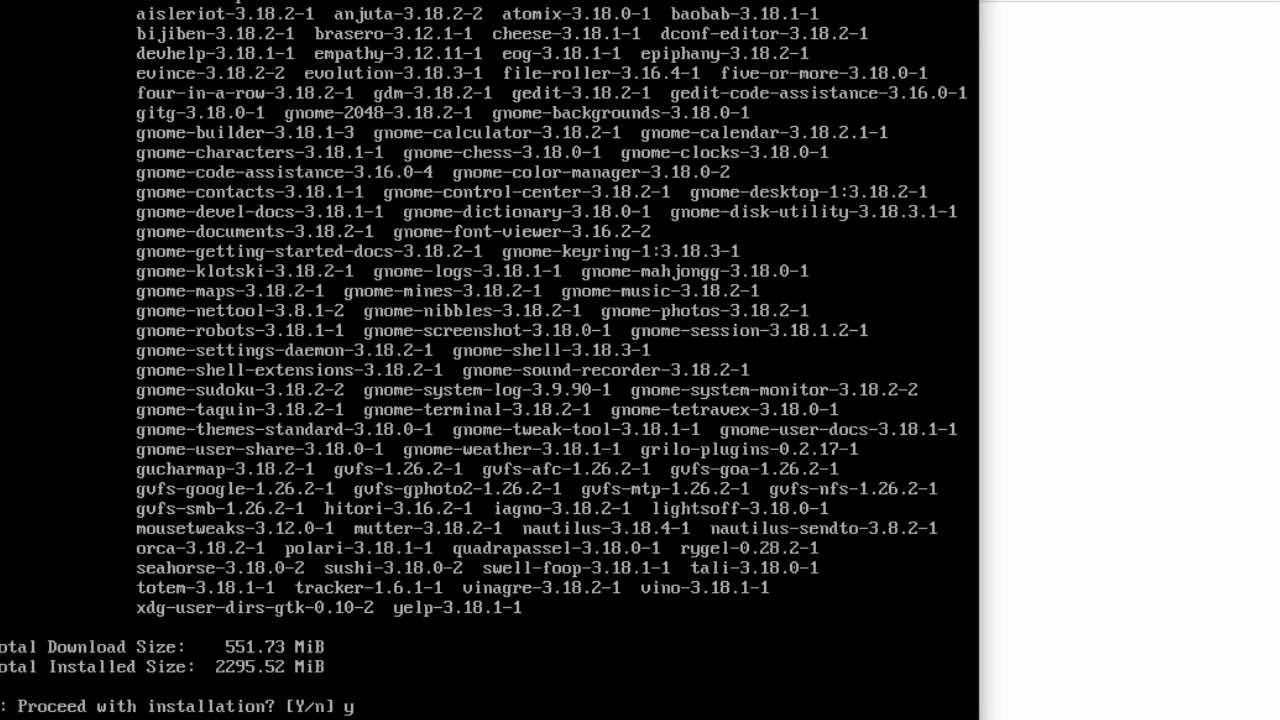 aisleriot-3.18.2-1 anjuta-3.18.2-2 atomix-3.18.0-1 baobab-3.18.1-1
bijiben-3.18.2-1 brasero-3.12.1-1 cheese-3.18.1-1 dconf-editor-3.18.2-1
devhelp-3.18.1-1 empathy-3.12.11-1 eog-3.18.1-1 epiphany-3.18.2-1
evince-3.18.2-2 evolution-3.18.3-1 file-roller-3.16.4-1 five-or-more-3.18.0-1
four-in-a-row-3.18.2-1 gdm-3.18.2-1 gedit-3.18.2-1 gedit-code-assistance-3.16.0-1
gitg-3.18.0-1 gnome-2048-3.18.2-1 gnome-backgrounds-3.18.0-1
gnome-builder-3.18.1-3 gnome-calculator-3.18.2-1 gnome-calendar-3.18.2.1-1
gnome-characters-3.18.1-1 gnome-chess-3.18.0-1 gnome-clocks-3.18.0-1
gnome-code-assistance-3.16.0-4 gnome-color-manager-3.18.0-2
gnome-contacts-3.18.1-1 gnome-control-center-3.18.2-1 gnome-desktop-1:3.18.2-1
gnome-devel-docs-3.18.1-1 gnome-dictionary-3.18.0-1 gnome-disk-utility-3.18.3.1-1
gnome-documents-3.18.2-1 gnome-font-viewer-3.16.2-2
gnome-getting-started-docs-3.18.2-1 gnome-keyring-1:3.18.3-1
gnome-klotski-3.18.2-1 gnome-logs-3.18.1-1 gnome-mahjongg-3.18.0-1
gnome-maps-3.18.2-1 gnome-mines-3.18.2-1 gnome-music-3.18.2-1
gnome-nettool-3.8.1-2 gnome-nibbles-3.18.2-1 gnome-photos-3.18.2-1
gnome-robots-3.18.1-1 gnome-screenshot-3.18.0-1 gnome-session-3.18.1.2-1
gnome-settings-daemon-3.18.2-1 gnome-shell-3.18.3-1
gnome-shell-extensions-3.18.2-1 gnome-sound-recorder-3.18.2-1
gnome-sudoku-3.18.2-2 gnome-system-log-3.9.90-1 gnome-system-monitor-3.18.2-2
gnome-taquin-3.18.2-1 gnome-terminal-3.18.2-1 gnome-tetravex-3.18.0-1
gnome-themes-standard-3.18.0-1 gnome-tweak-tool-3.18.1-1 gnome-user-docs-3.18.1-1
gnome-user-share-3.18.0-1 gnome-weather-3.18.1-1 grilo-plugins-0.2.17-1
gucharmap-3.18.2-1 gvfs-1.26.2-1 gvfs-afc-1.26.2-1 gvfs-goa-1.26.2-1
gvfs-google-1.26.2-1 gvfs-gphoto2-1.26.2-1 gvfs-mtp-1.26.2-1 gvfs-nfs-1.26.2-1
gvfs-smb-1.26.2-1 hitori-3.16.2-1 iagno-3.18.2-1 lightsoff-3.18.0-1
mousetweaks-3.12.0-1 mutter-3.18.2-1 nautilus-3.18.4-1 nautilus-sendto-3.8.2-1
orca-3.18.2-1 polari-3.18.1-1 quadrapassel-3.18.0-1 rygel-0.28.2-1
seahorse-3.18.0-2 sushi-3.18.0-2 swell-foop-3.18.1-1 tali-3.18.0-1
totem-3.18.1-1 tracker-1.6.1-1 vinagre-3.18.2-1 vino-3.18.1-1
xdg-user-dirs-gtk-0.10-2 yelp-3.18.1-1
otal Download Size: 551.73 MiB
otal Installed Size: 2295.52 MiB
: Proceed with installation? [Y/n] y